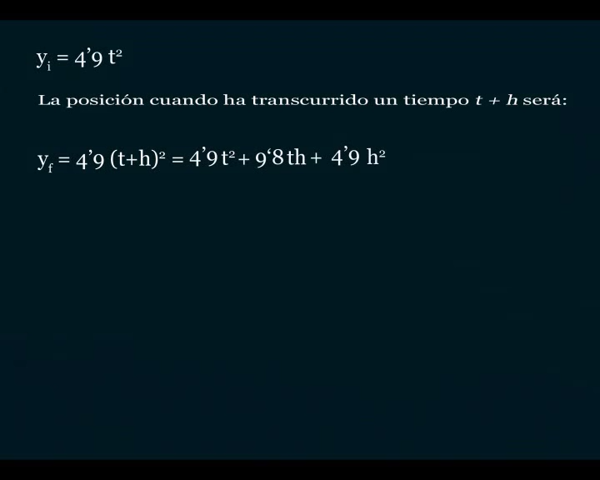 yᵢ = 4’9 t²
La posición cuando ha transcurrido un tiempo t + h será:
y_f = 4’9 (t+h)² = 4’9 t² + 9‘8 th + 4’9 h²